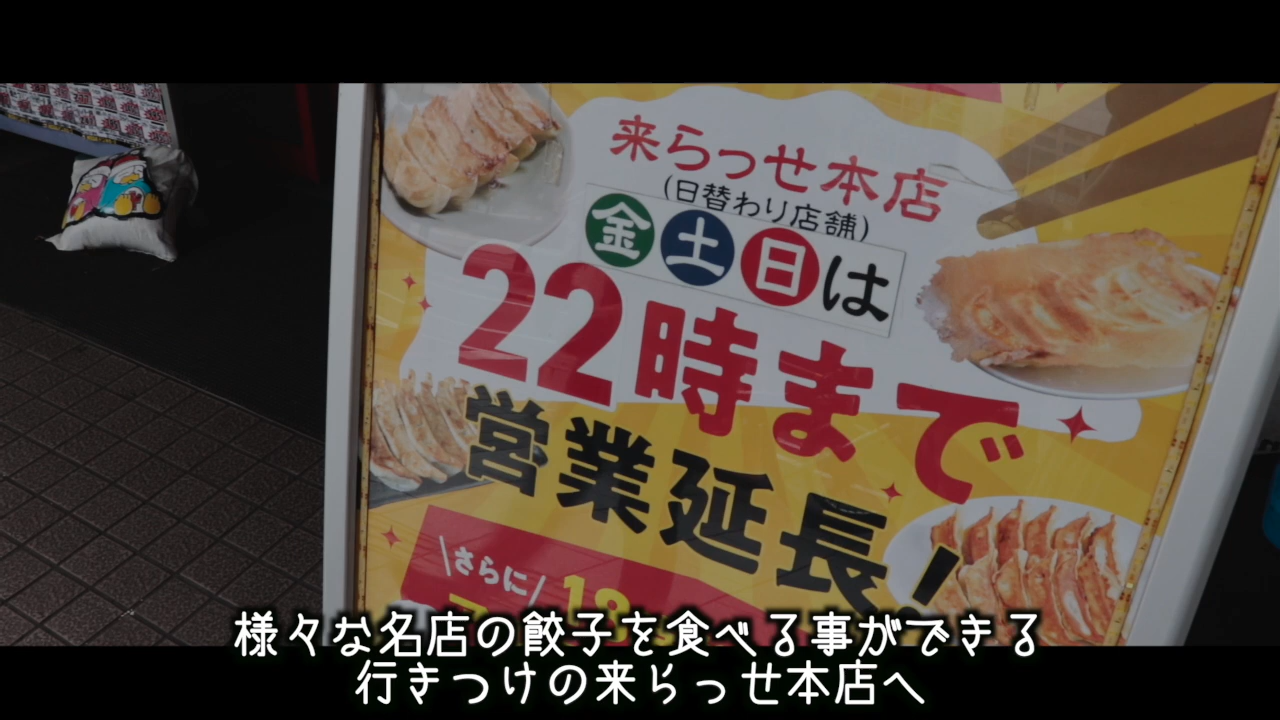 来らっせ本店
(日替わり店舗)
金土日は
22時まで
営業延長!
\さらに/
様々な名店の餃子を食べる事ができる
行きつけの来らっせ本店へ